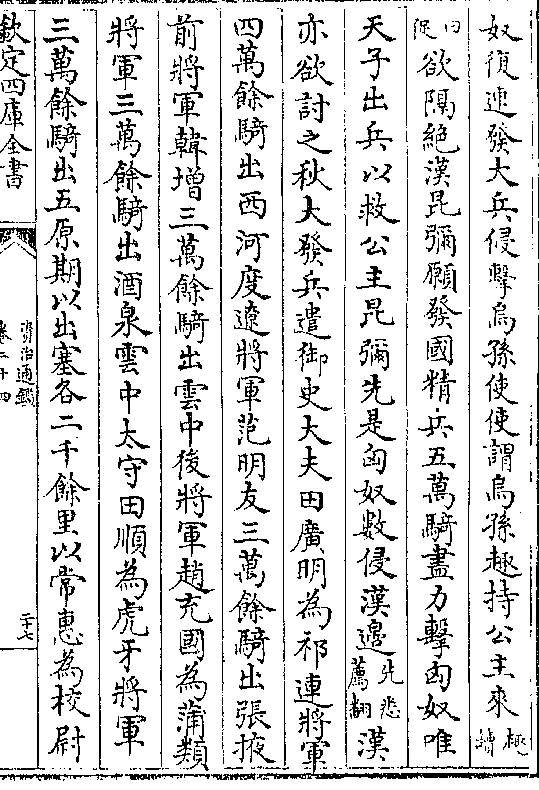 奴復連發大兵侵擊烏孫使使謂烏孫趣持公主來趣讀
曰促欲隔絶漢昆彌願發國精兵五萬騎盡力擊匈奴唯
天子出兵以救公主昆彌先是匈奴數侵漢邊先悉薦翻漢
亦欲討之秋大發兵遣御史大夫田廣明為祁連將軍
四萬餘騎出西河度遼將軍范明友三萬餘騎出張掖
前將軍韓增三萬餘騎出雲中後將軍趙充國為蒲類
將軍三萬餘騎出酒泉雲中太守田順為虎牙將軍
三萬餘騎出五原期以出塞各二千餘里以常惠為校尉
欽定四庫全書
資治通鑑
卷二十四
二十七